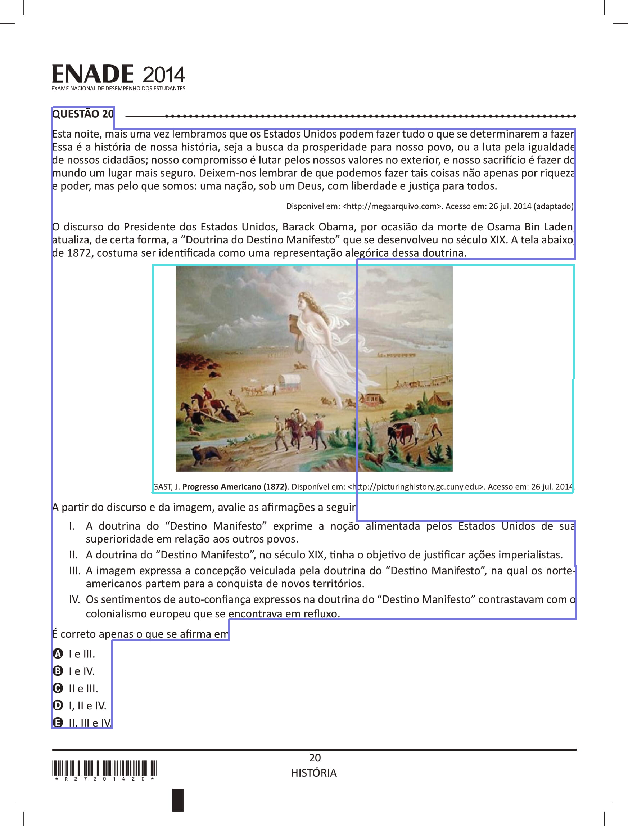 ENADE 2014
EXAME NACIONAL DE DESEMPENHO DOS ESTUDANTES
QUESTÃO 20
Esta noite, mais uma vez lembramos que os Estados Unidos podem fazer tudo o que se determinarem a fazer.
Essa é a história de nossa história, seja a busca da prosperidade para nosso povo, ou a luta pela igualdade
de nossos cidadãos; nosso compromisso é lutar pelos nossos valores no exterior, e nosso sacrifício é fazer do
mundo um lugar mais seguro. Deixem-nos lembrar de que podemos fazer tais coisas não apenas por riqueza
e poder, mas pelo que somos: uma nação, sob um Deus, com liberdade e justiça para todos.
Disponível em: <http://megaarquivo.com>. Acesso em: 26 jul. 2014 (adaptado)
O discurso do Presidente dos Estados Unidos, Barack Obama, por ocasião da morte de Osama Bin Laden,
atualiza, de certa forma, a "Doutrina do Destino Manifesto" que se desenvolveu no século XIX. A tela abaixo,
de 1872, costuma ser identificada como uma representação alegórica dessa doutrina.
GAST, J. Progresso Americano (1872). Disponível em: <http://picturinghistory.gc.cuny.edu>. Acesso em: 26 jul. 2014
A partir do discurso e da imagem, avalie as afirmações a seguir.
I. A doutrina do "Destino Manifesto" exprime a noção alimentada pelos Estados Unidos de sua
superioridade em relação aos outros povos.
II. A doutrina do "Destino Manifesto", no século XIX, tinha o objetivo de justificar ações imperialistas.
III. A imagem expressa a concepção veiculada pela doutrina do "Destino Manifesto", na qual os norte-
americanos partem para a conquista de novos territórios.
IV. Os sentimentos de auto-confiança expressos na doutrina do "Destino Manifesto" contrastavam com o
colonialismo europeu que se encontrava em refluxo.
É correto apenas o que se afirma em
A I e III.
B I e IV.
C II e III.
D I, II e IV.
E II, III e IV.
20
HISTÓRIA